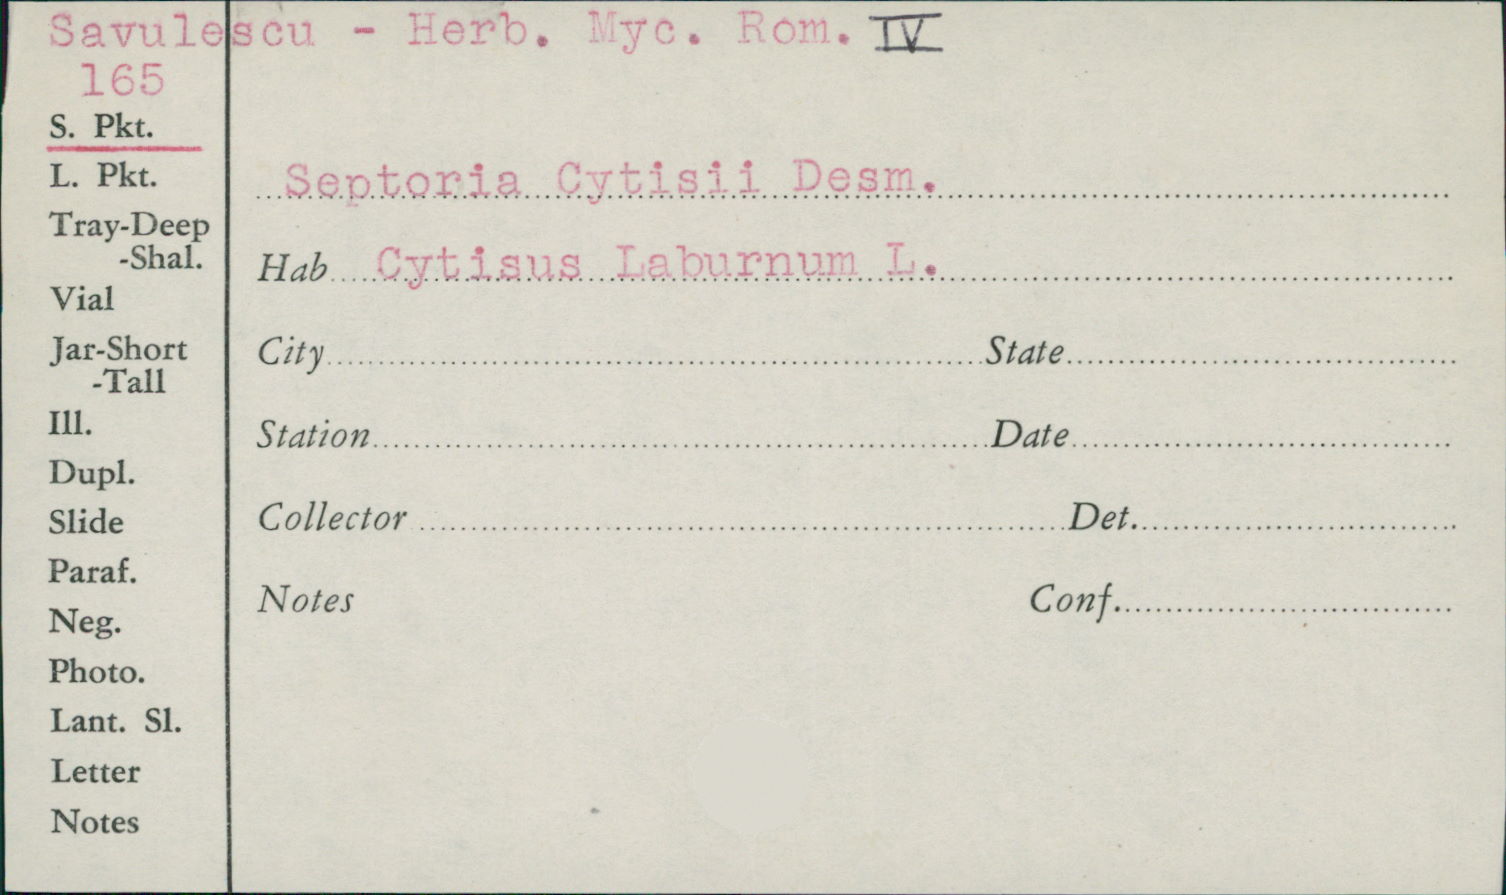 Savulescu - Herb. Myc. Rom. IV
165
S. Pkt.
L. Pkt.
Tray-Deep
-Shal.
Vial
Jar-Short
-Tall
Ill.
Dupl.
Slide
Paraf.
Neg.
Photo.
Lant. Sl.
Letter
Notes
Septoria Cytisii Desm.
Hab Cytisus Laburnum L.
City State
Station Date
Collector Det.
Notes Conf.